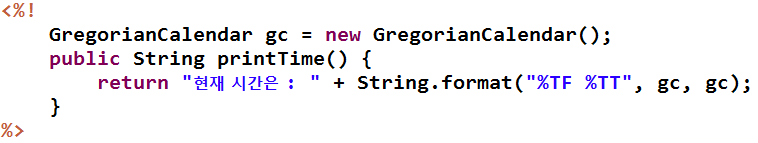 <%!
GregorianCalendar gc = new GregorianCalendar();
public String printTime() {
return "현재 시간은 : " + String.format("%TF %TT", gc, gc);
}
%>